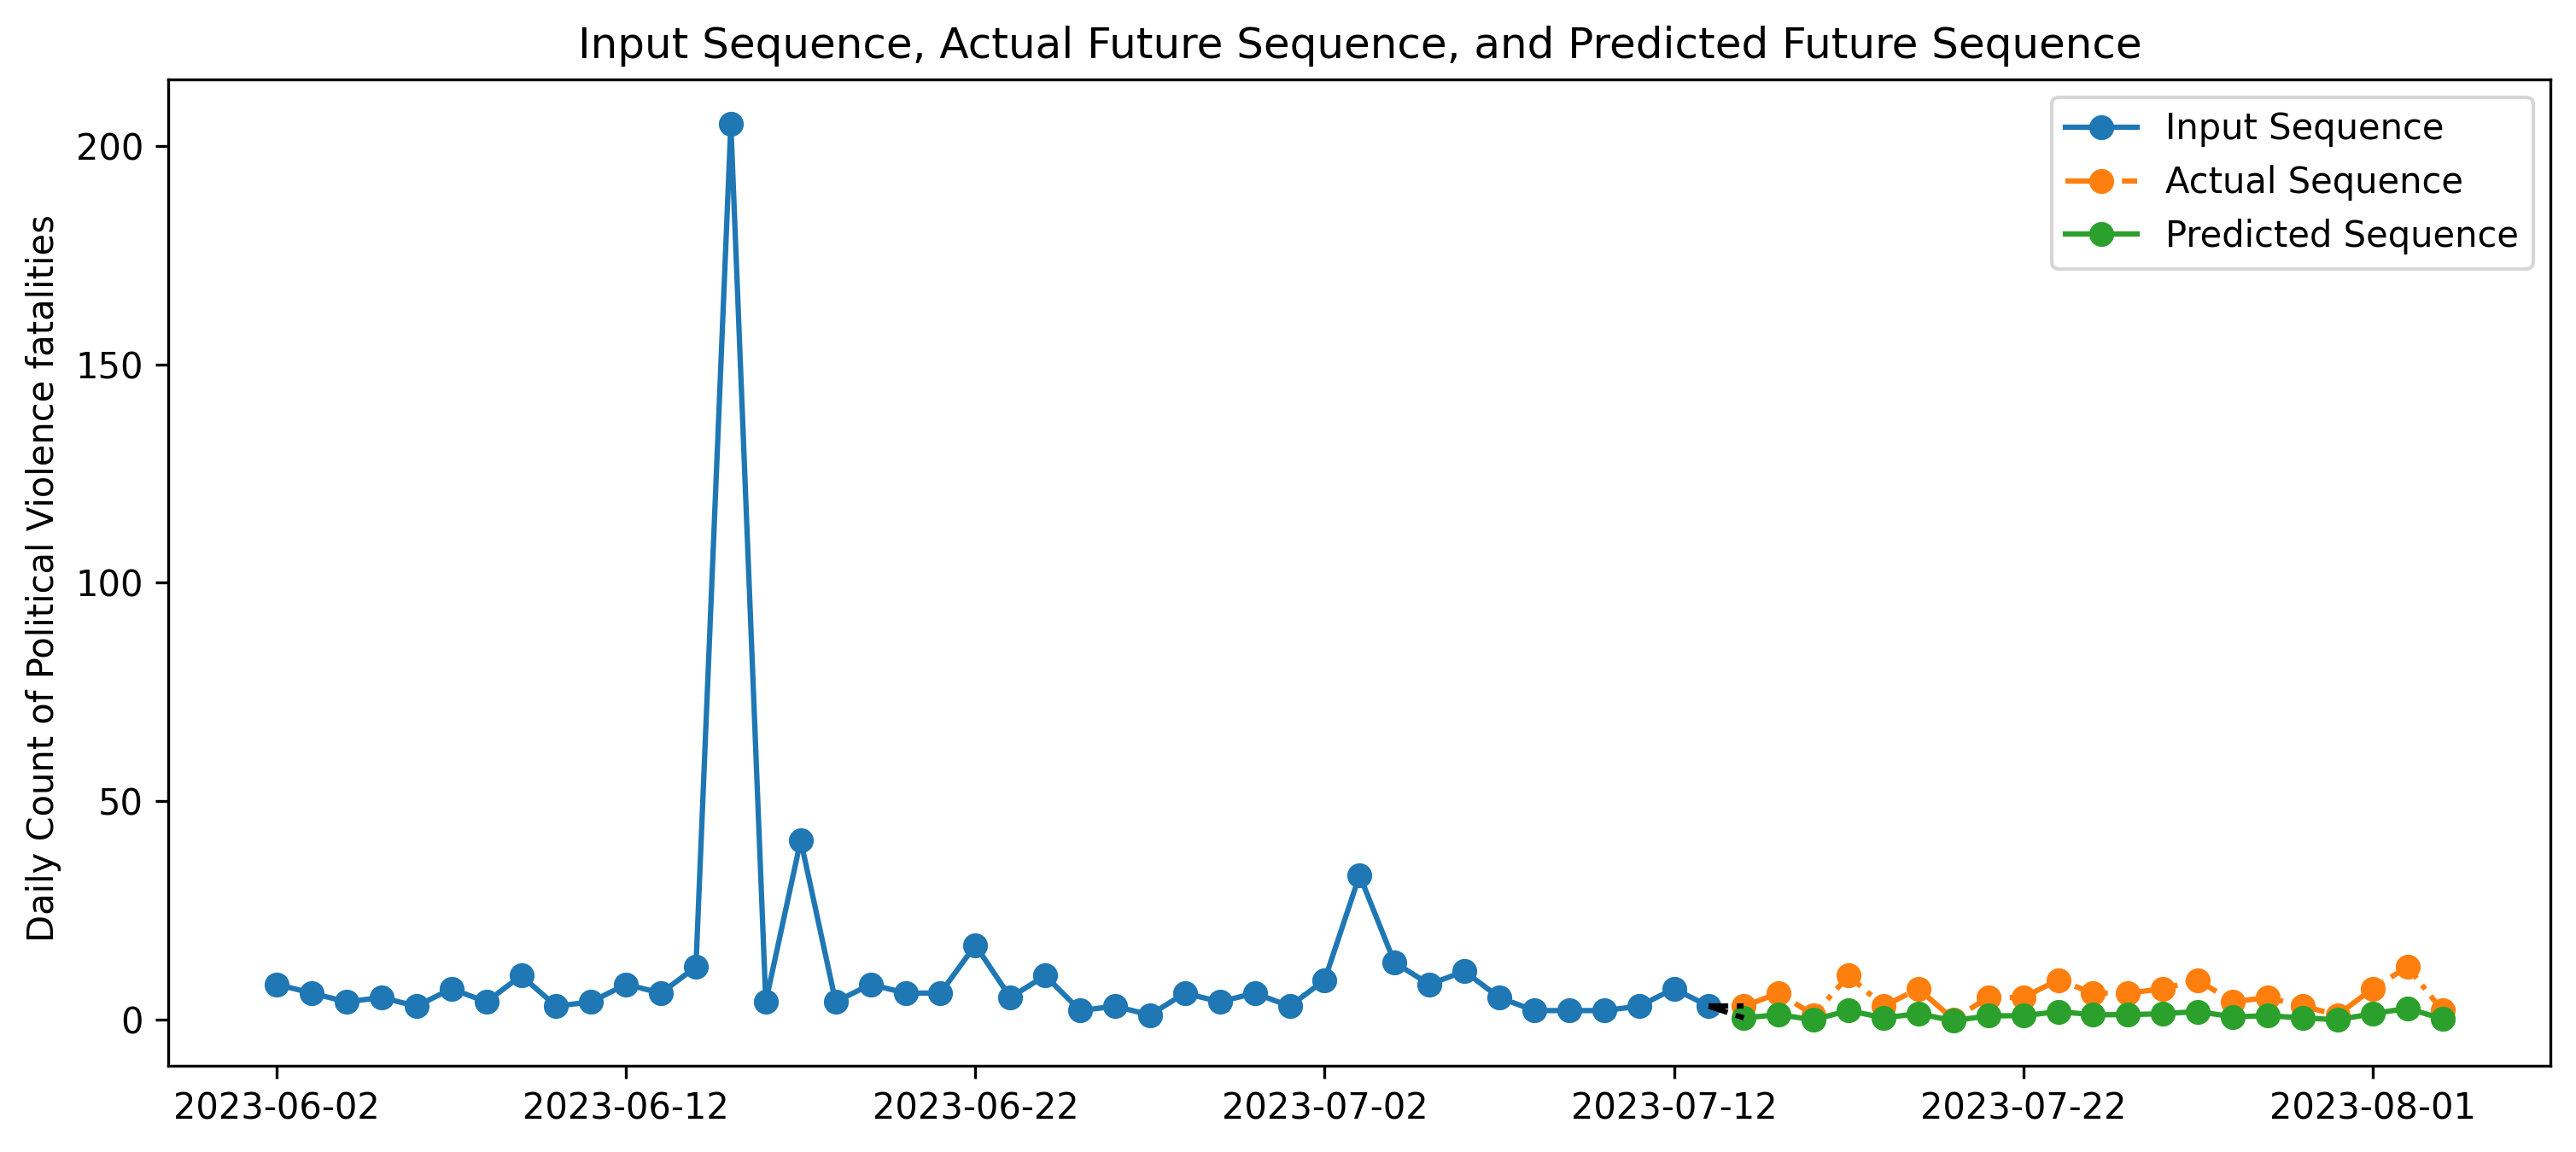 Input Sequence, Actual Future Sequence, and Predicted Future Sequence
Daily Count of Political Violence fatalities
200
150
100
50
0
Input Sequence
Actual Sequence
Predicted Sequence
2023-06-02
2023-06-12
2023-06-22
2023-07-02
2023-07-12
2023-07-22
2023-08-01